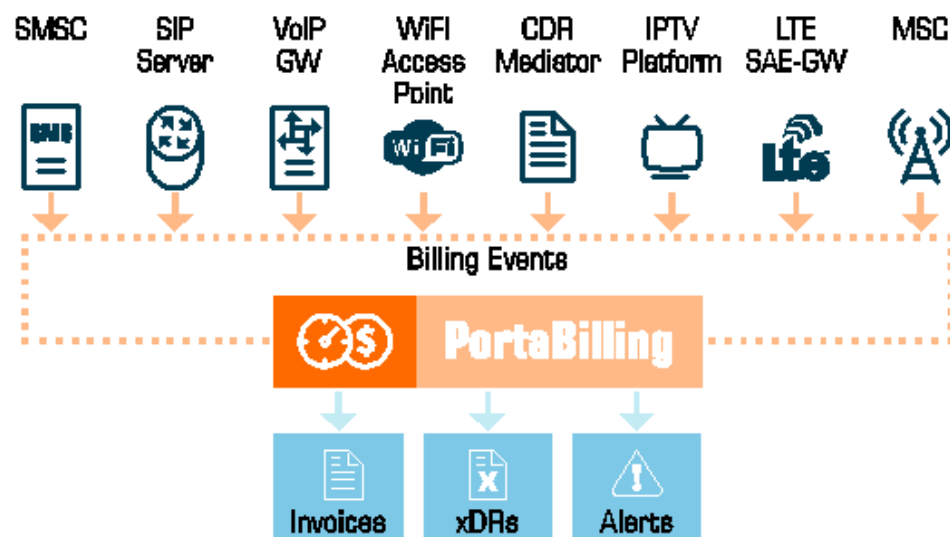 SMSC
SIP
Server
VoIP
GW
WiFI
Access
Point
CDR
Mediator
IPTV
Platform
LTE
SAE-GW
MSC
SMS
Wi Fi
Lte
Billing Events
$
PortaBilling
X
!
Invoices
xDRs
Alerts